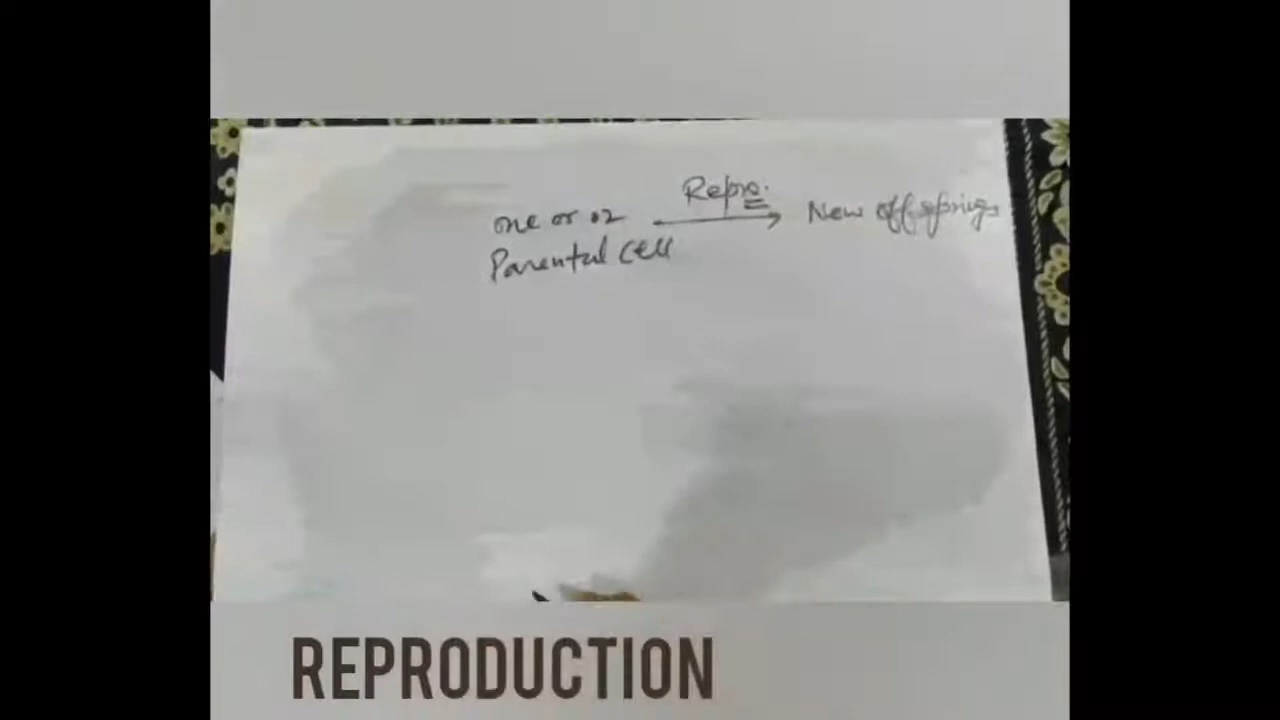 Repro.
one or 02
New offsprings
Parental cell
REPRODUCTION